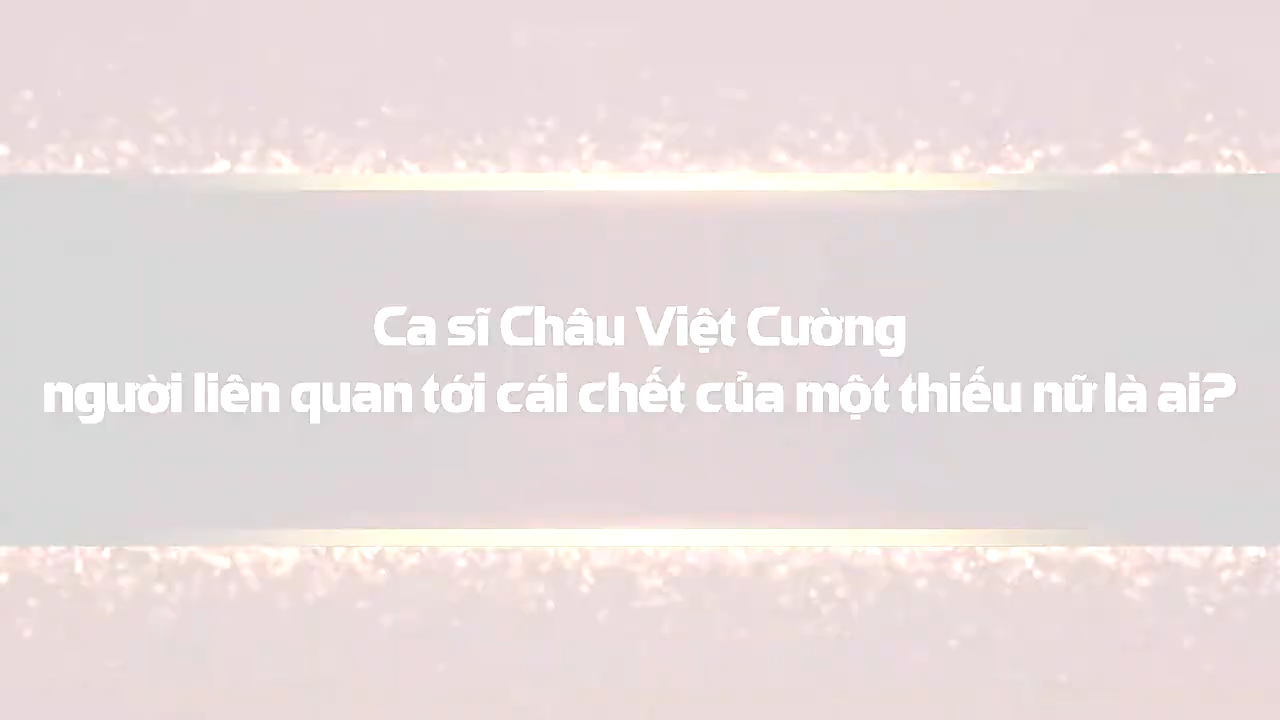 Ca sĩ Châu Việt Cường
người liên quan tới cái chết của một thiếu nữ là ai?